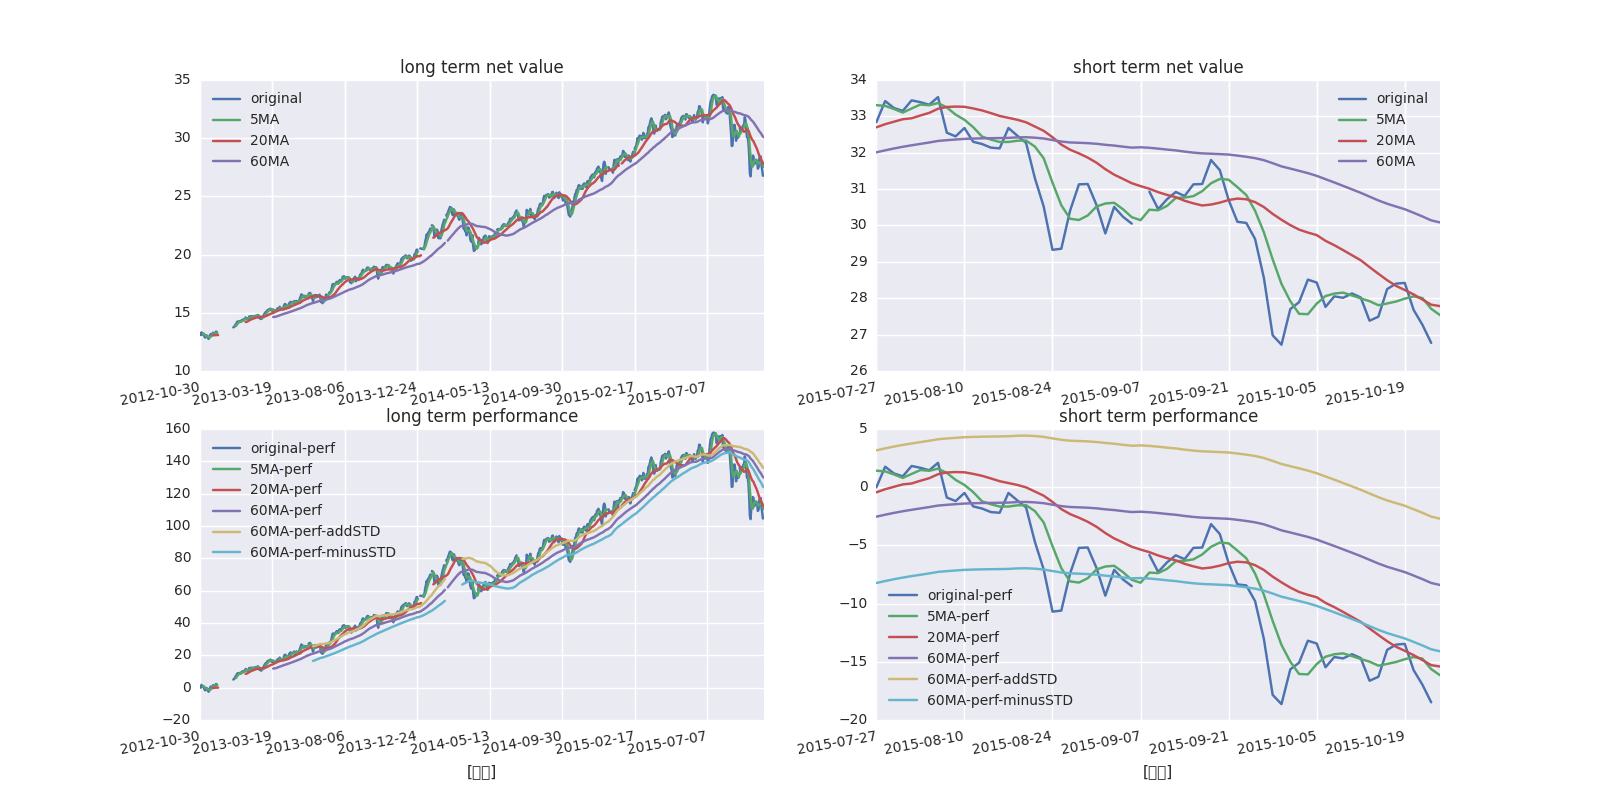 long term net value
35
30
25
20
15
10
original
5MA
20MA
60MA
2012-10-30
2013-03-19
2013-08-06
2013-12-24
2014-05-13
2014-09-30
2015-02-17
2015-07-07
short term net value
34
33
32
31
30
29
28
27
26
original
5MA
20MA
60MA
2015-07-27
2015-08-10
2015-08-24
2015-09-07
2015-09-21
2015-10-05
2015-10-19
long term performance
160
140
120
100
80
60
40
20
0
−20
original-perf
5MA-perf
20MA-perf
60MA-perf
60MA-perf-addSTD
60MA-perf-minusSTD
2012-10-30
2013-03-19
2013-08-06
2013-12-24
2014-05-13
2014-09-30
2015-02-17
2015-07-07
short term performance
5
0
−5
−10
−15
−20
original-perf
5MA-perf
20MA-perf
60MA-perf
60MA-perf-addSTD
60MA-perf-minusSTD
2015-07-27
2015-08-10
2015-08-24
2015-09-07
2015-09-21
2015-10-05
2015-10-19